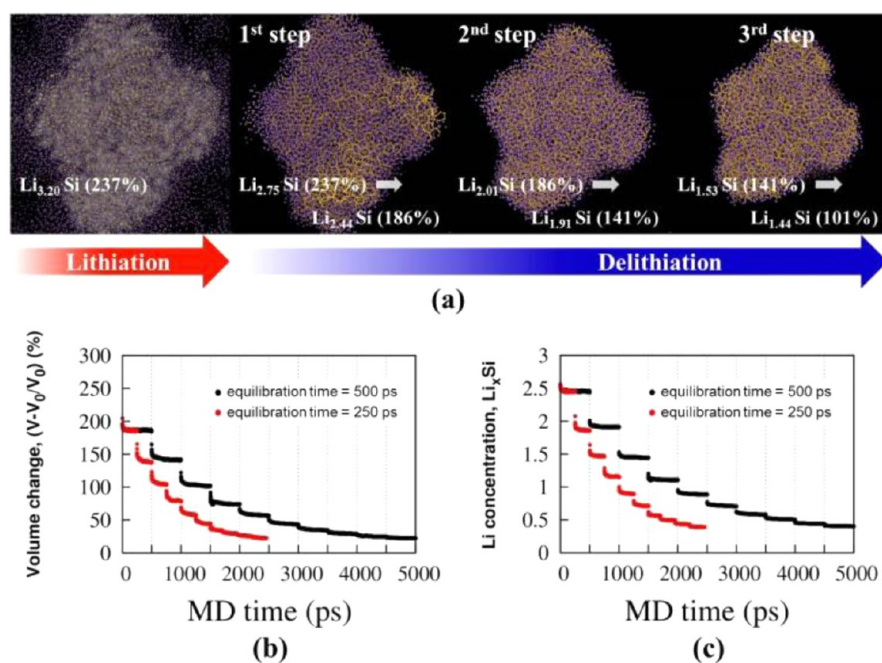 1st step
2nd step
3rd step
Li3.20 Si (237%)
Li2.75 Si (237%)
Li2.44 Si (186%)
Li2.01 Si (186%)
Li1.91 Si (141%)
Li1.53 Si (141%)
Li1.44 Si (101%)
Lithiation
Delithiation
(a)
Volume change, (V-V0/V0) (%)
300
250
200
150
100
50
0
equilibration time = 500 ps
equilibration time = 250 ps
0 1000 2000 3000 4000 5000
MD time (ps)
(b)
Li concentration, LixSi
3
2.5
2
1.5
1
0.5
0
equilibration time = 500 ps
equilibration time = 250 ps
0 1000 2000 3000 4000 5000
MD time (ps)
(c)